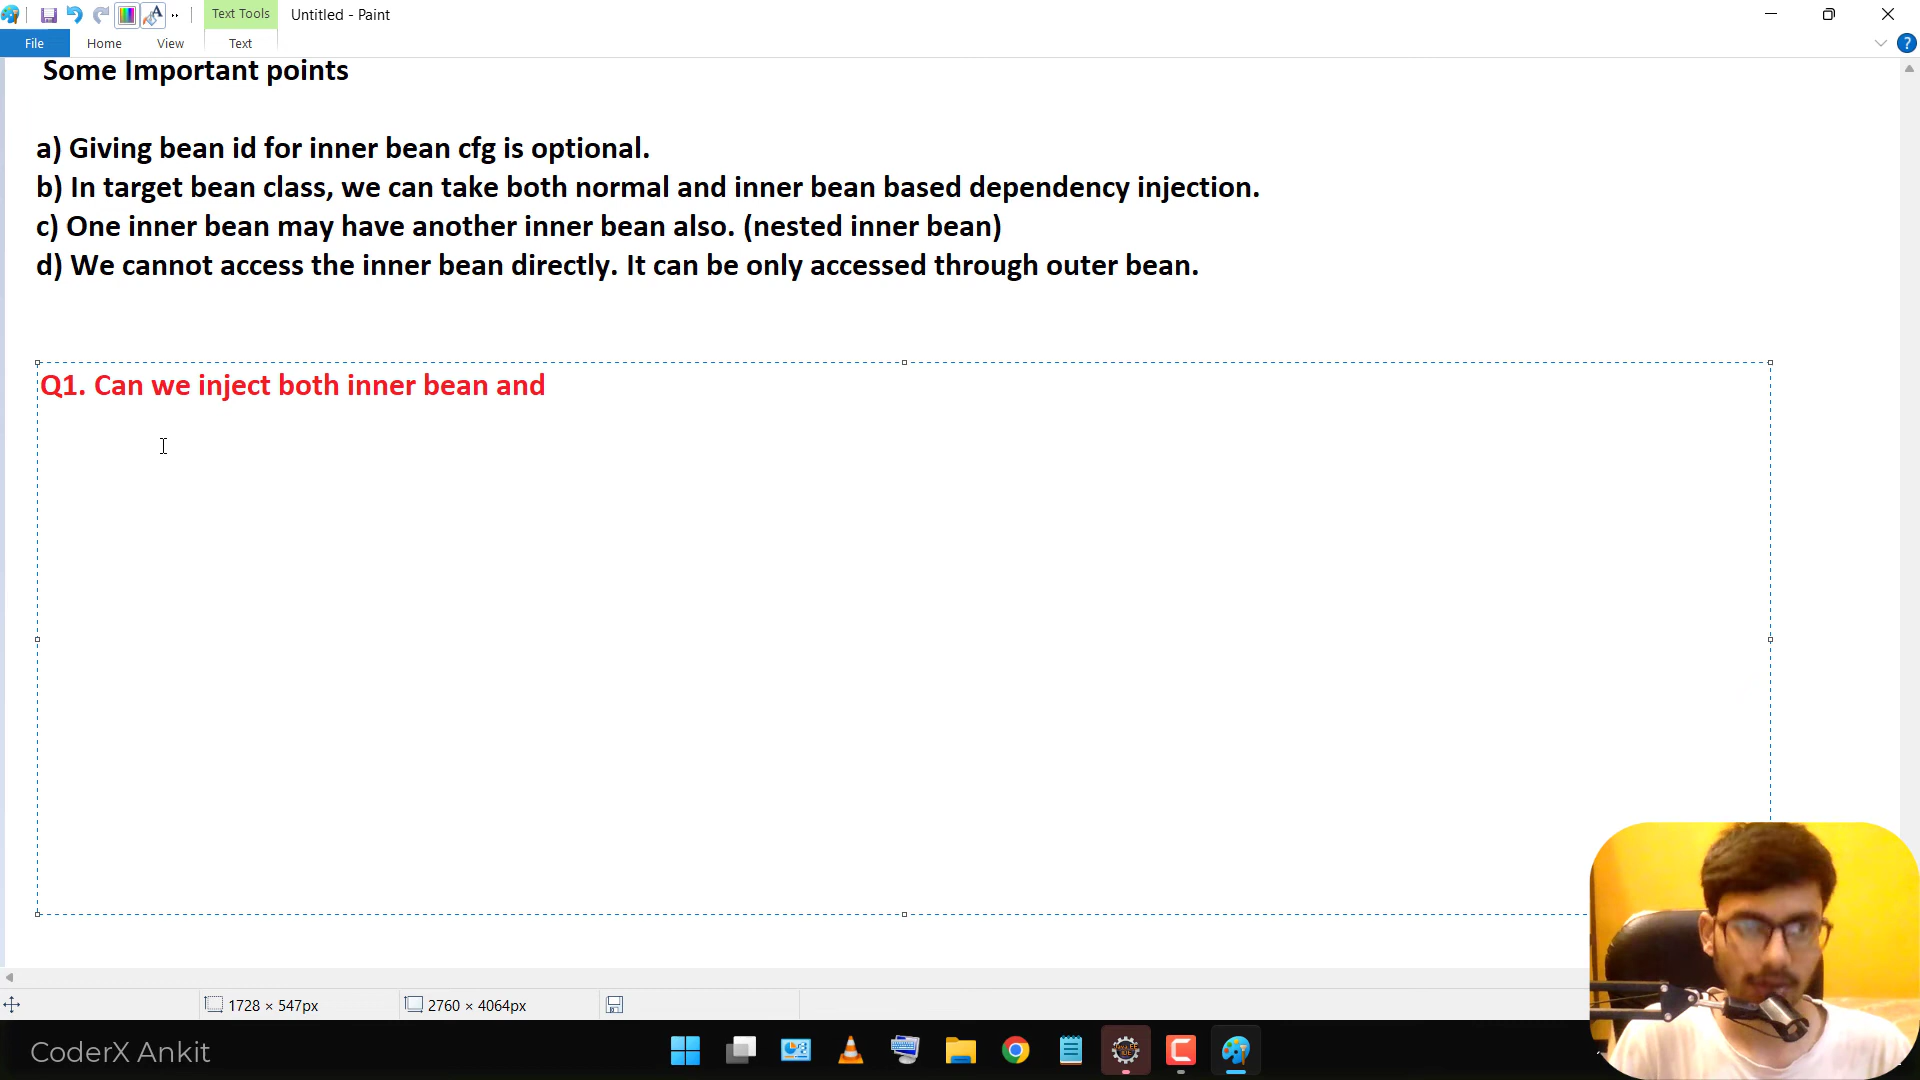 Text Tools
Untitled - Paint
File
Home
View
Text
Some Important points
a) Giving bean id for inner bean cfg is optional.
b) In target bean class, we can take both normal and inner bean based dependency injection.
c) One inner bean may have another inner bean also. (nested inner bean)
d) We cannot access the inner bean directly. It can be only accessed through outer bean.
Q1. Can we inject both inner bean and
1728 × 547px
2760 × 4064px
CoderX Ankit